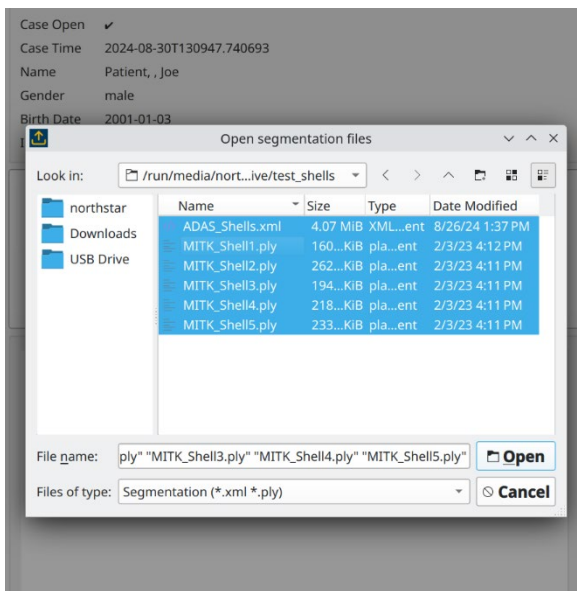 Case Open ✔
Case Time 2024-08-30T130947.740693
Name Patient, , Joe
Gender male
Birth Date 2001-01-03
Open segmentation files
Look in: /run/media/nort...ive/test_shells
northstar
Downloads
USB Drive
Name Size Type Date Modified
ADAS_Shells.xml 4.07 MiB XML...ent 8/26/24 1:37 PM
MITK_Shell1.ply 160...KiB pla...ent 2/3/23 4:12 PM
MITK_Shell2.ply 262...KiB pla...ent 2/3/23 4:11 PM
MITK_Shell3.ply 194...KiB pla...ent 2/3/23 4:11 PM
MITK_Shell4.ply 218...KiB pla...ent 2/3/23 4:11 PM
MITK_Shell5.ply 233...KiB pla...ent 2/3/23 4:11 PM
File name: ply" "MITK_Shell3.ply" "MITK_Shell4.ply" "MITK_Shell5.ply" Open
Files of type: Segmentation (*.xml *.ply) Cancel